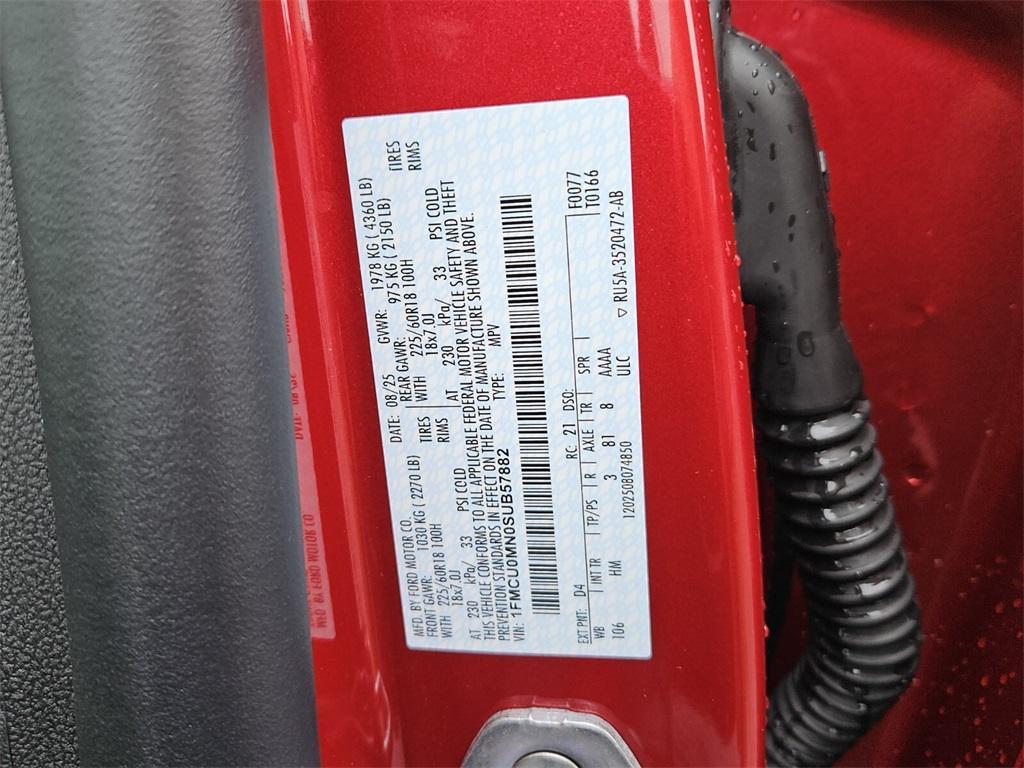 MFD. BY FORD MOTOR CO. DATE: 08/25 GVWR: 1978 KG ( 4360 LB)
FRONT GAWR: 1030 KG ( 2270 LB) REAR GAWR: 975 KG ( 2150 LB)
WITH 225/60R18 100H TIRES WITH 225/60R18 100H TIRES
18x7.0J RIMS 18x7.0J RIMS
AT 230 kPa/ 33 PSI COLD AT 230 kPa/ 33 PSI COLD
THIS VEHICLE CONFORMS TO ALL APPLICABLE FEDERAL MOTOR VEHICLE SAFETY AND THEFT
PREVENTION STANDARDS IN EFFECT ON THE DATE OF MANUFACTURE SHOWN ABOVE.
VIN: 1FMCU0MN0SUB57882 TYPE: MPV
F0077
EXT PNT: D4 RC: 21 DSO: T0166
WB INT TR TP/PS R AXLE TR SPR
106 HM 3 81 8 AAAA
1202508074850 ULC ▽ RU5A-3520472-AB